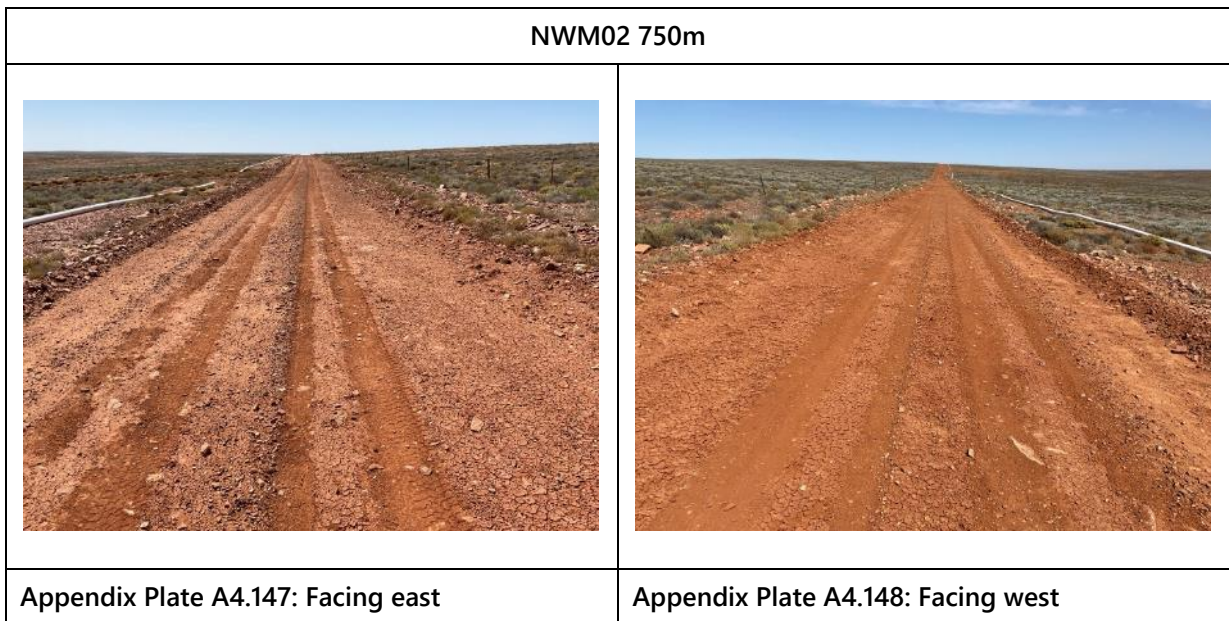 NWM02 750m
Appendix Plate A4.147: Facing east
Appendix Plate A4.148: Facing west